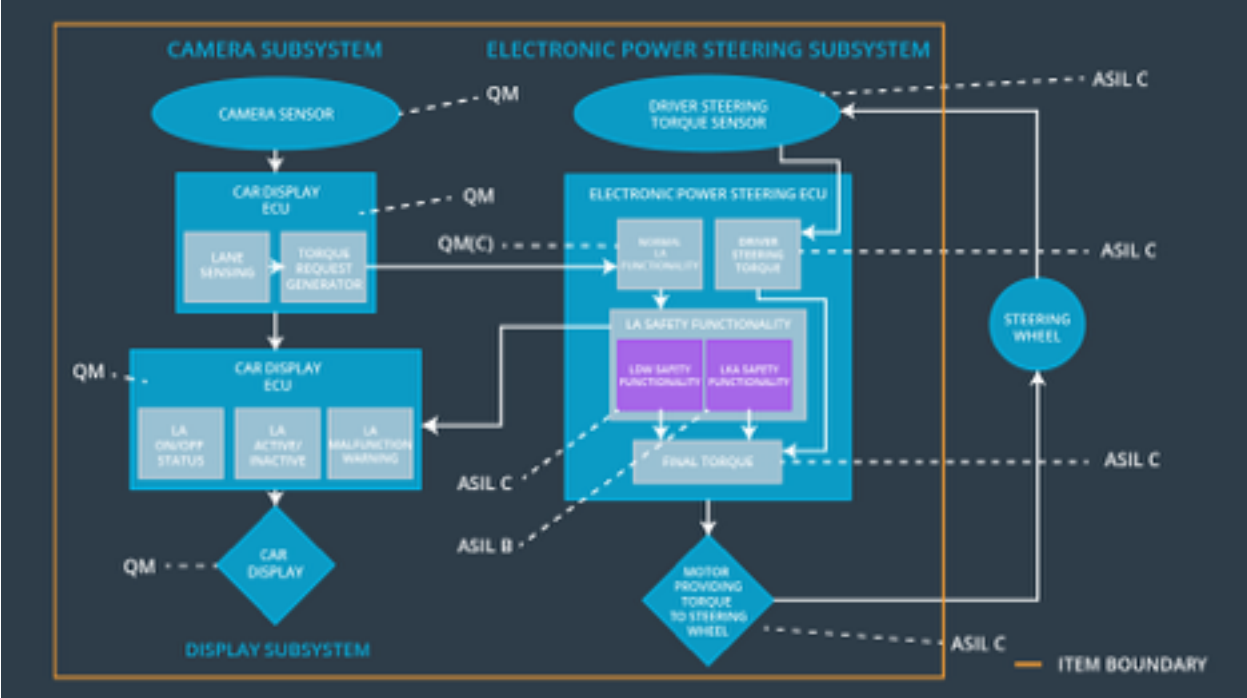 CAMERA SUBSYSTEM
ELECTRONIC POWER STEERING SUBSYSTEM
CAMERA SENSOR
QM
DRIVER STEERING
TORQUE SENSOR
ASIL C
CAR DISPLAY
ECU
QM
LANE
SENSING
TORQUE
REQUEST
GENERATOR
ELECTRONIC POWER STEERING ECU
QM(C)
NORMAL
LA
FUNCTIONALITY
DRIVER
STEERING
TORQUE
ASIL C
LA SAFETY FUNCTIONALITY
LDW SAFETY
FUNCTIONALITY
LKA SAFETY
FUNCTIONALITY
STEERING
WHEEL
QM
CAR DISPLAY
ECU
LA
ON/OFF
STATUS
LA
ACTIVE/
INACTIVE
LA
MALFUNCTION
WARNING
FINAL TORQUE
ASIL C
ASIL C
ASIL B
QM
CAR
DISPLAY
MOTOR
PROVIDING
TORQUE
TO STEERING
WHEEL
ASIL C
DISPLAY SUBSYSTEM
ITEM BOUNDARY